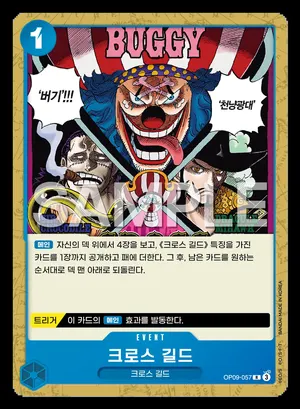 1
BUGGY
'버기'!!!
'천냥광대'
SAMPLE
메인 자신의 덱 위에서 4장을 보고, 《크로스 길드》 특징을 가진
카드를 1장까지 공개하고 패에 더한다. 그 후, 남은 카드를 원하는
순서대로 덱 맨 아래로 되돌린다.
트리거 이 카드의 메인 효과를 발동한다.
EVENT
크로스 길드
크로스 길드
OP09-057 R 3